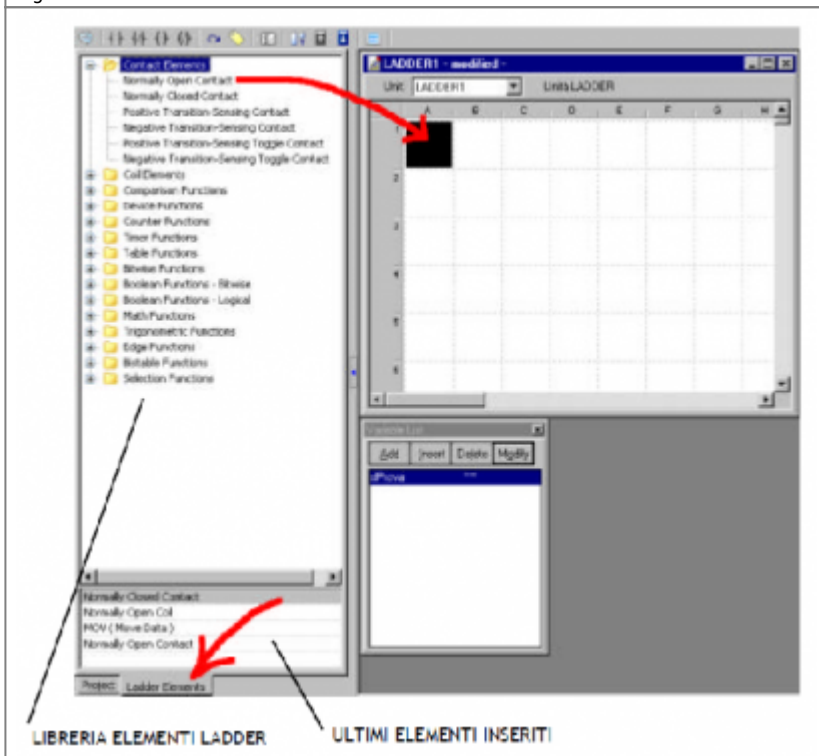 Contact Elements
Normally Open Contact
Normally Closed Contact
Positive Transition-Sensing Contact
Negative Transition-Sensing Contact
Positive Transition-Sensing Toggle Contact
Negative Transition-Sensing Toggle Contact
Coil Elements
Comparison Functions
Device Functions
Counter Functions
Timer Functions
Table Functions
Bitwise Functions
Boolean Functions - Bitwise
Boolean Functions - Logical
Math Functions
Trigonometric Functions
Edge Functions
Bistable Functions
Selection Functions
LADDER1 - modified -
Unit LADDER1 Units LADDER
A B C D E F G H
1
2
3
4
5
6
Variable List
Add Insert Delete Modify
Normally Closed Contact
Normally Open Coil
MOV ( Move Data )
Normally Open Contact
Project Ladder Elements
LIBRERIA ELEMENTI LADDER
ULTIMI ELEMENTI INSERITI